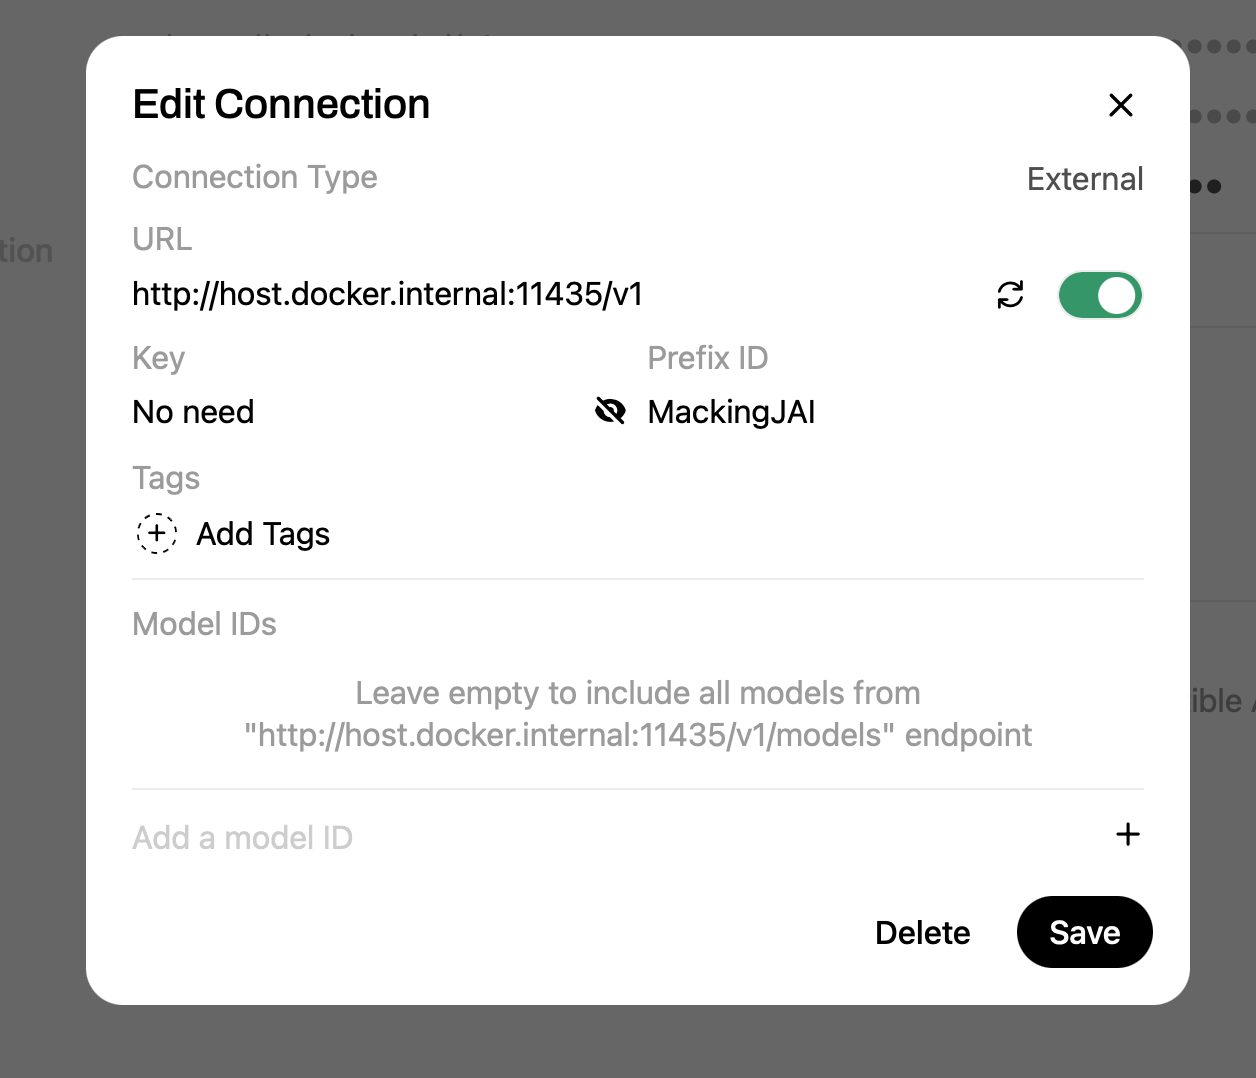 Edit Connection
Connection Type
External
URL
http://host.docker.internal:11435/v1
Key
Prefix ID
No need
MackingJAI
Tags
Add Tags
Model IDs
Leave empty to include all models from
"http://host.docker.internal:11435/v1/models" endpoint
Add a model ID
Delete
Save
tion
ible